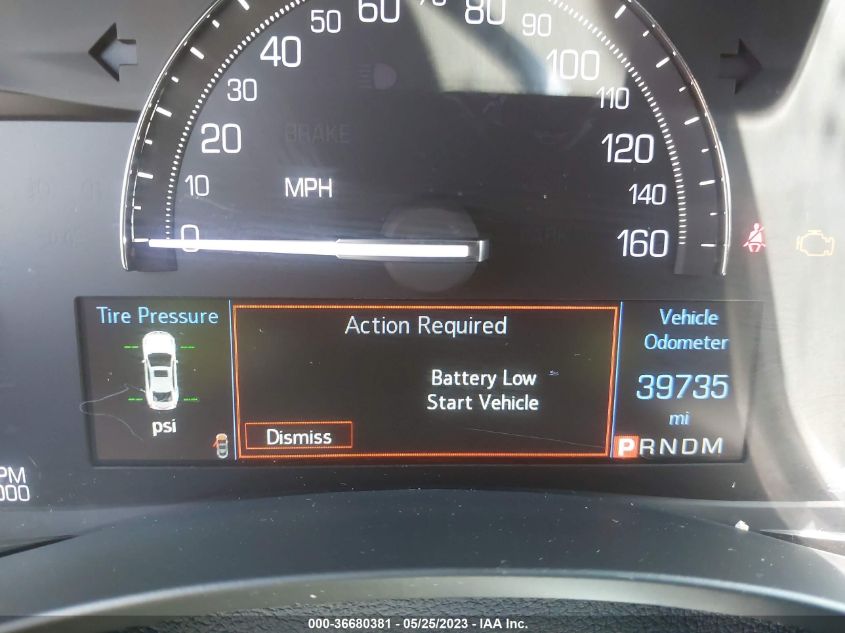 50 60 70 80 90
40 100
30 110
BRAKE
20 120
10 MPH 140
0 160
Tire Pressure
psi
Action Required
Battery Low
Start Vehicle
Dismiss
Vehicle
Odometer
39735
mi
PRNDM
PM
000
000-36680381 - 05/25/2023 - IAA Inc.